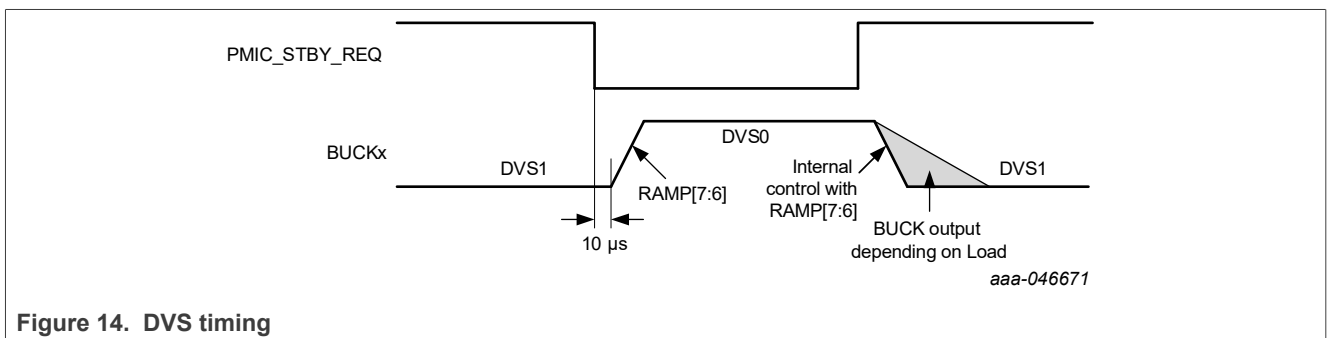 PMIC_STBY_REQ
BUCKx
DVS1
RAMP[7:6]
10 µs
DVS0
Internal
control with
RAMP[7:6]
DVS1
BUCK output
depending on Load
aaa-046671
Figure 14. DVS timing